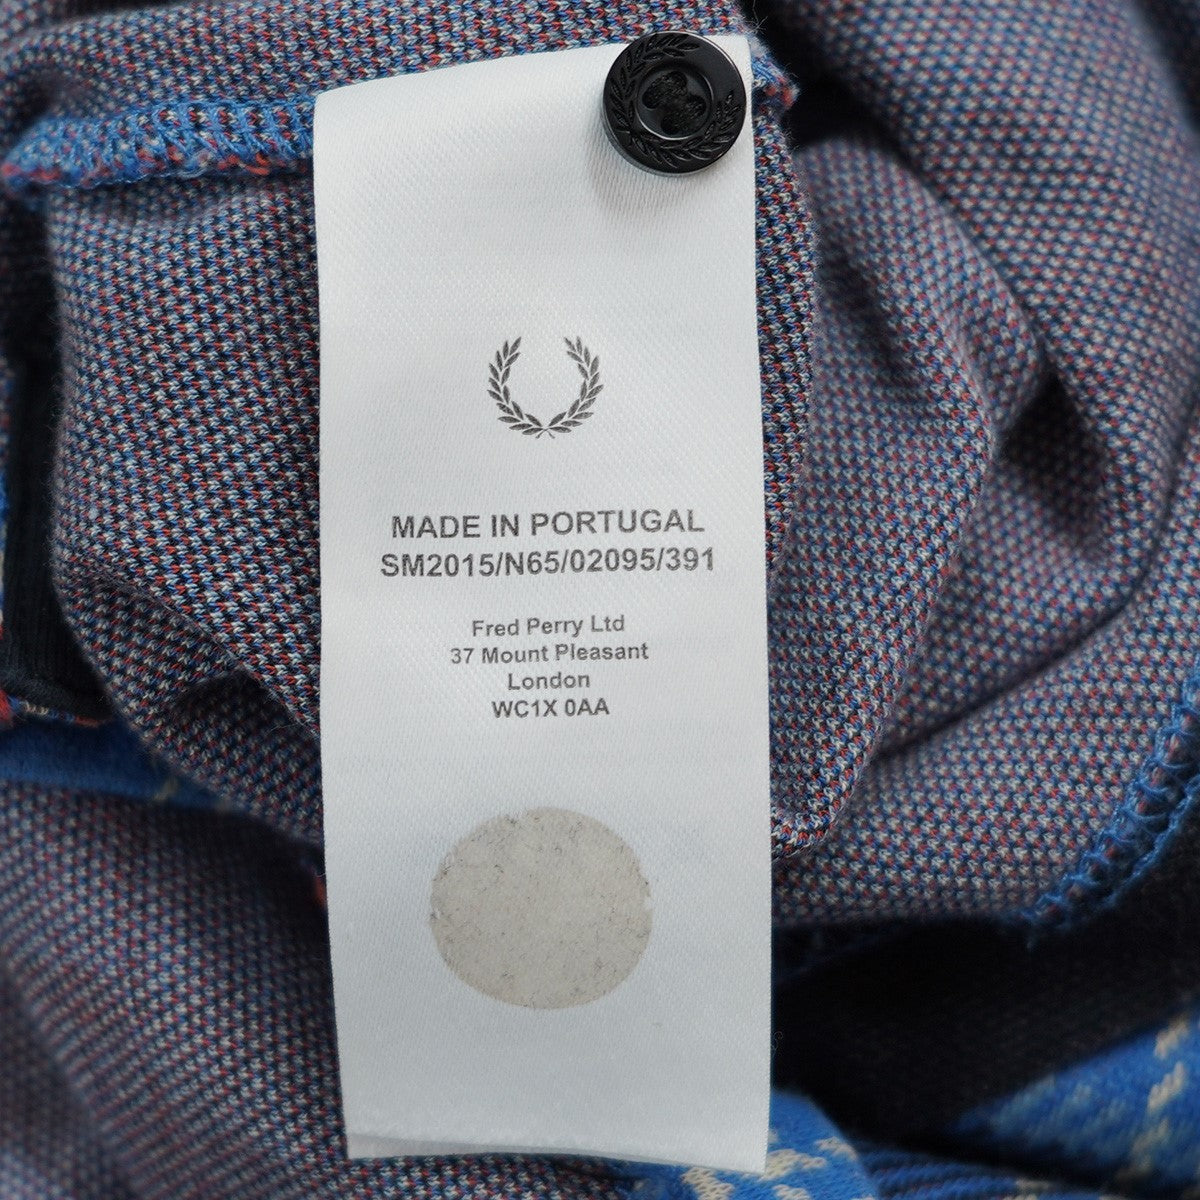 MADE IN PORTUGAL
SM2015/N65/02095/391
Fred Perry Ltd
37 Mount Pleasant
London
WC1X 0AA